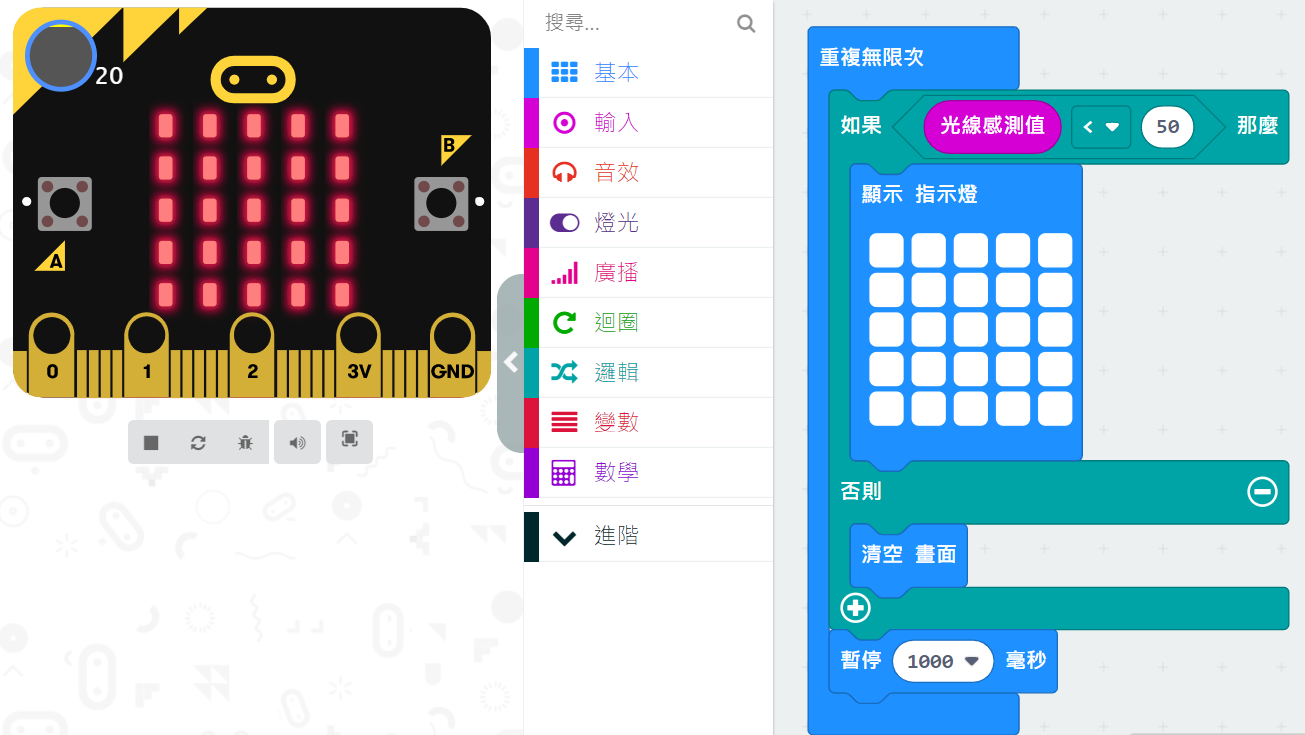 20
B
A
0 1 2 3V GND
搜尋...
基本
輸入
音效
燈光
廣播
迴圈
邏輯
變數
數學
進階
重複無限次
如果 光線感測值 < 50 那麼
顯示 指示燈
否則
清空 畫面
暫停 1000 毫秒